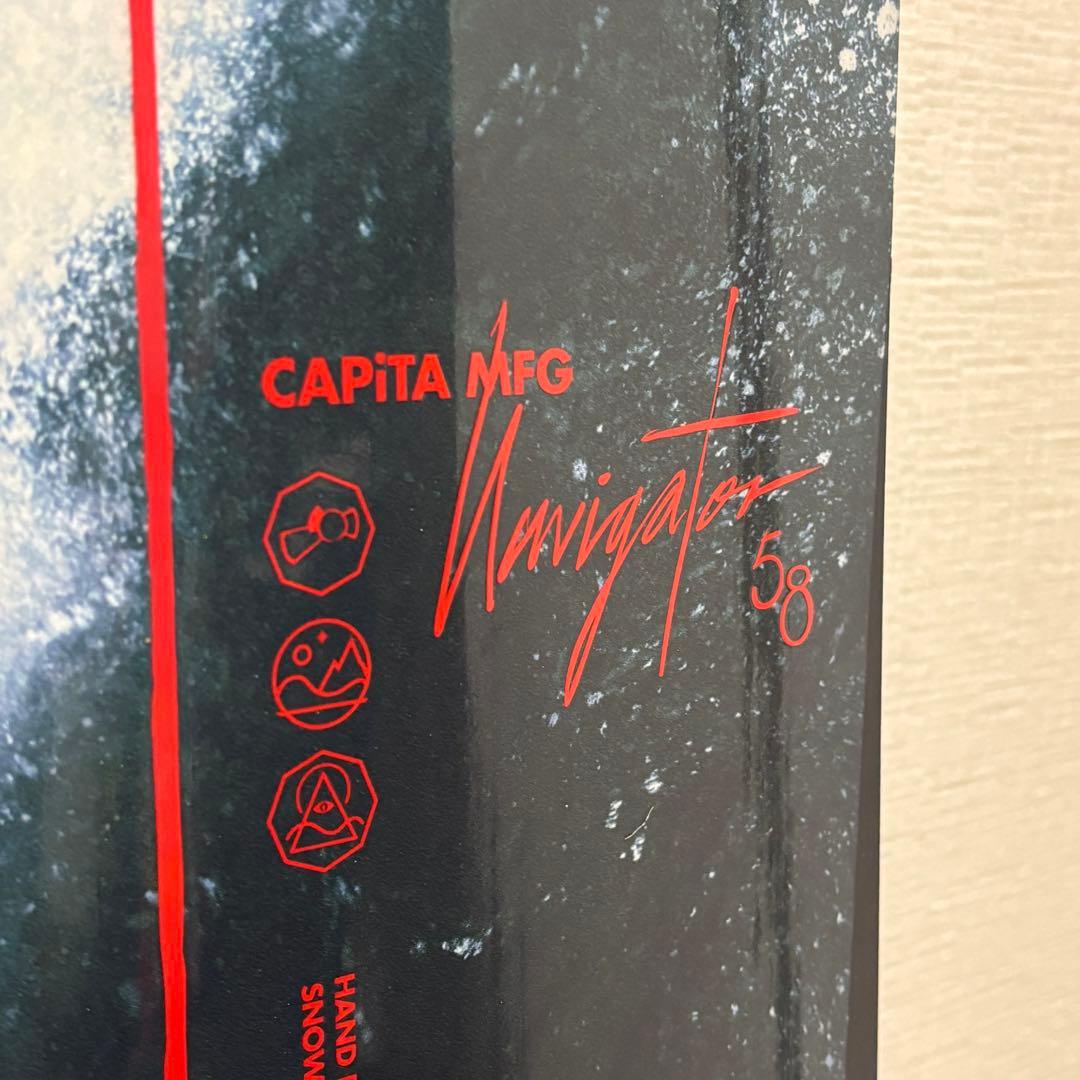 CAPiTA MFG
Navigator
58
HAND
SNOW